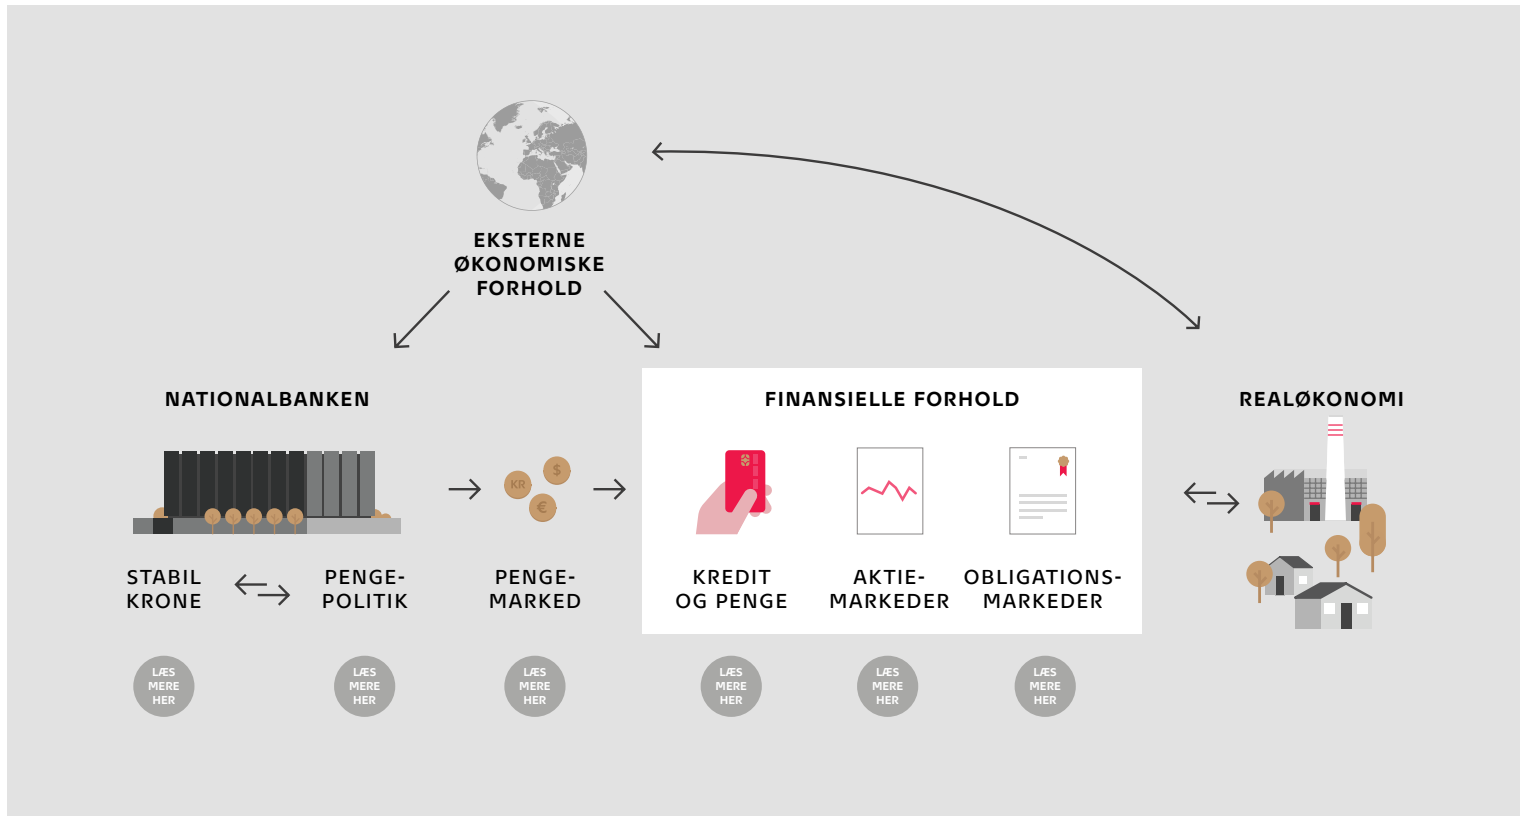 EKSTERNE
ØKONOMISKE
FORHOLD
NATIONALBANKEN
FINANSIELLE FORHOLD
REALØKONOMI
KR
$
€
STABIL
KRONE
PENGE-
POLITIK
PENGE-
MARKED
KREDIT
OG PENGE
AKTIE-
MARKEDER
OBLIGATIONS-
MARKEDER
LÆS
MERE
HER
LÆS
MERE
HER
LÆS
MERE
HER
LÆS
MERE
HER
LÆS
MERE
HER
LÆS
MERE
HER